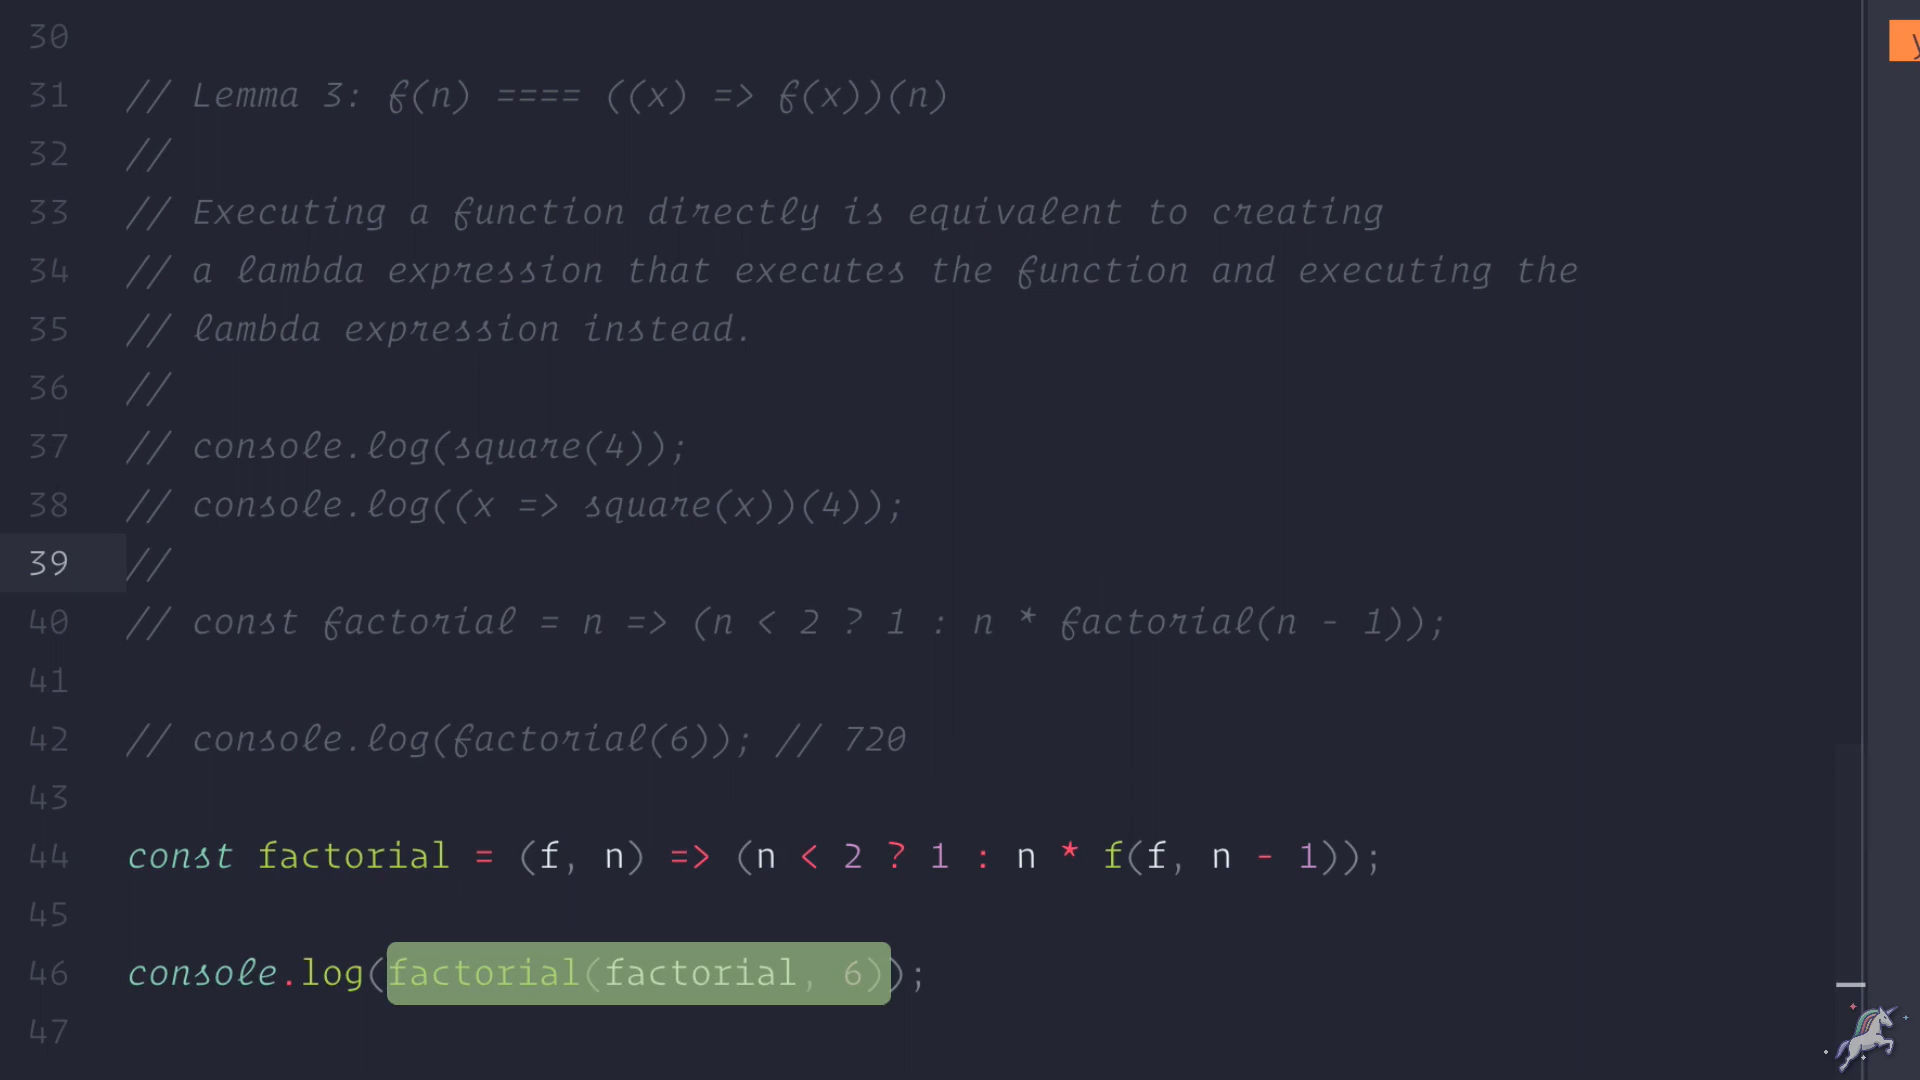 30
31 // Lemma 3: f(n) ==== ((x) => f(x))(n)
32 //
33 // Executing a function directly is equivalent to creating
34 // a lambda expression that executes the function and executing the
35 // lambda expression instead.
36 //
37 // console.log(square(4));
38 // console.log((x => square(x))(4));
39 //
40 // const factorial = n => (n < 2 ? 1 : n * factorial(n - 1));
41
42 // console.log(factorial(6)); // 720
43
44 const factorial = (f, n) => (n < 2 ? 1 : n * f(f, n - 1));
45
46 console.log(factorial(factorial, 6));
47